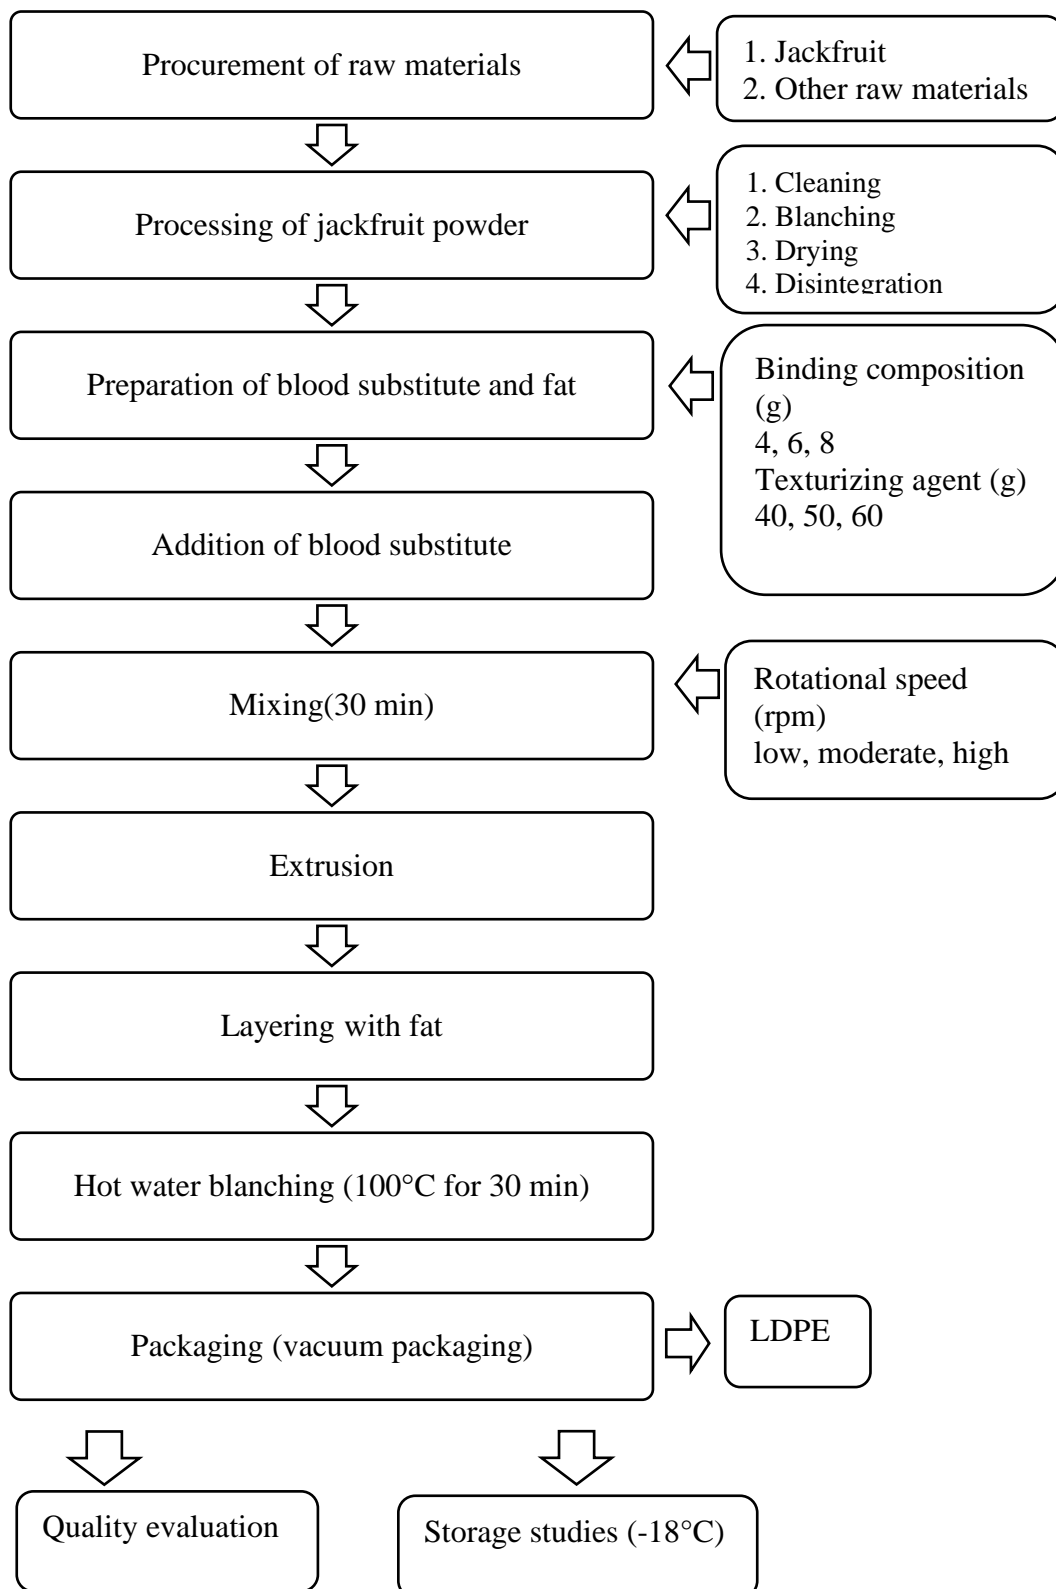 Procurement of raw materials
1. Jackfruit
2. Other raw materials
Processing of jackfruit powder
1. Cleaning
2. Blanching
3. Drying
4. Disintegration
Preparation of blood substitute and fat
Binding composition
(g)
4, 6, 8
Texturizing agent (g)
40, 50, 60
Addition of blood substitute
Mixing(30 min)
Rotational speed
(rpm)
low, moderate, high
Extrusion
Layering with fat
Hot water blanching (100°C for 30 min)
Packaging (vacuum packaging)
LDPE
Quality evaluation
Storage studies (-18°C)